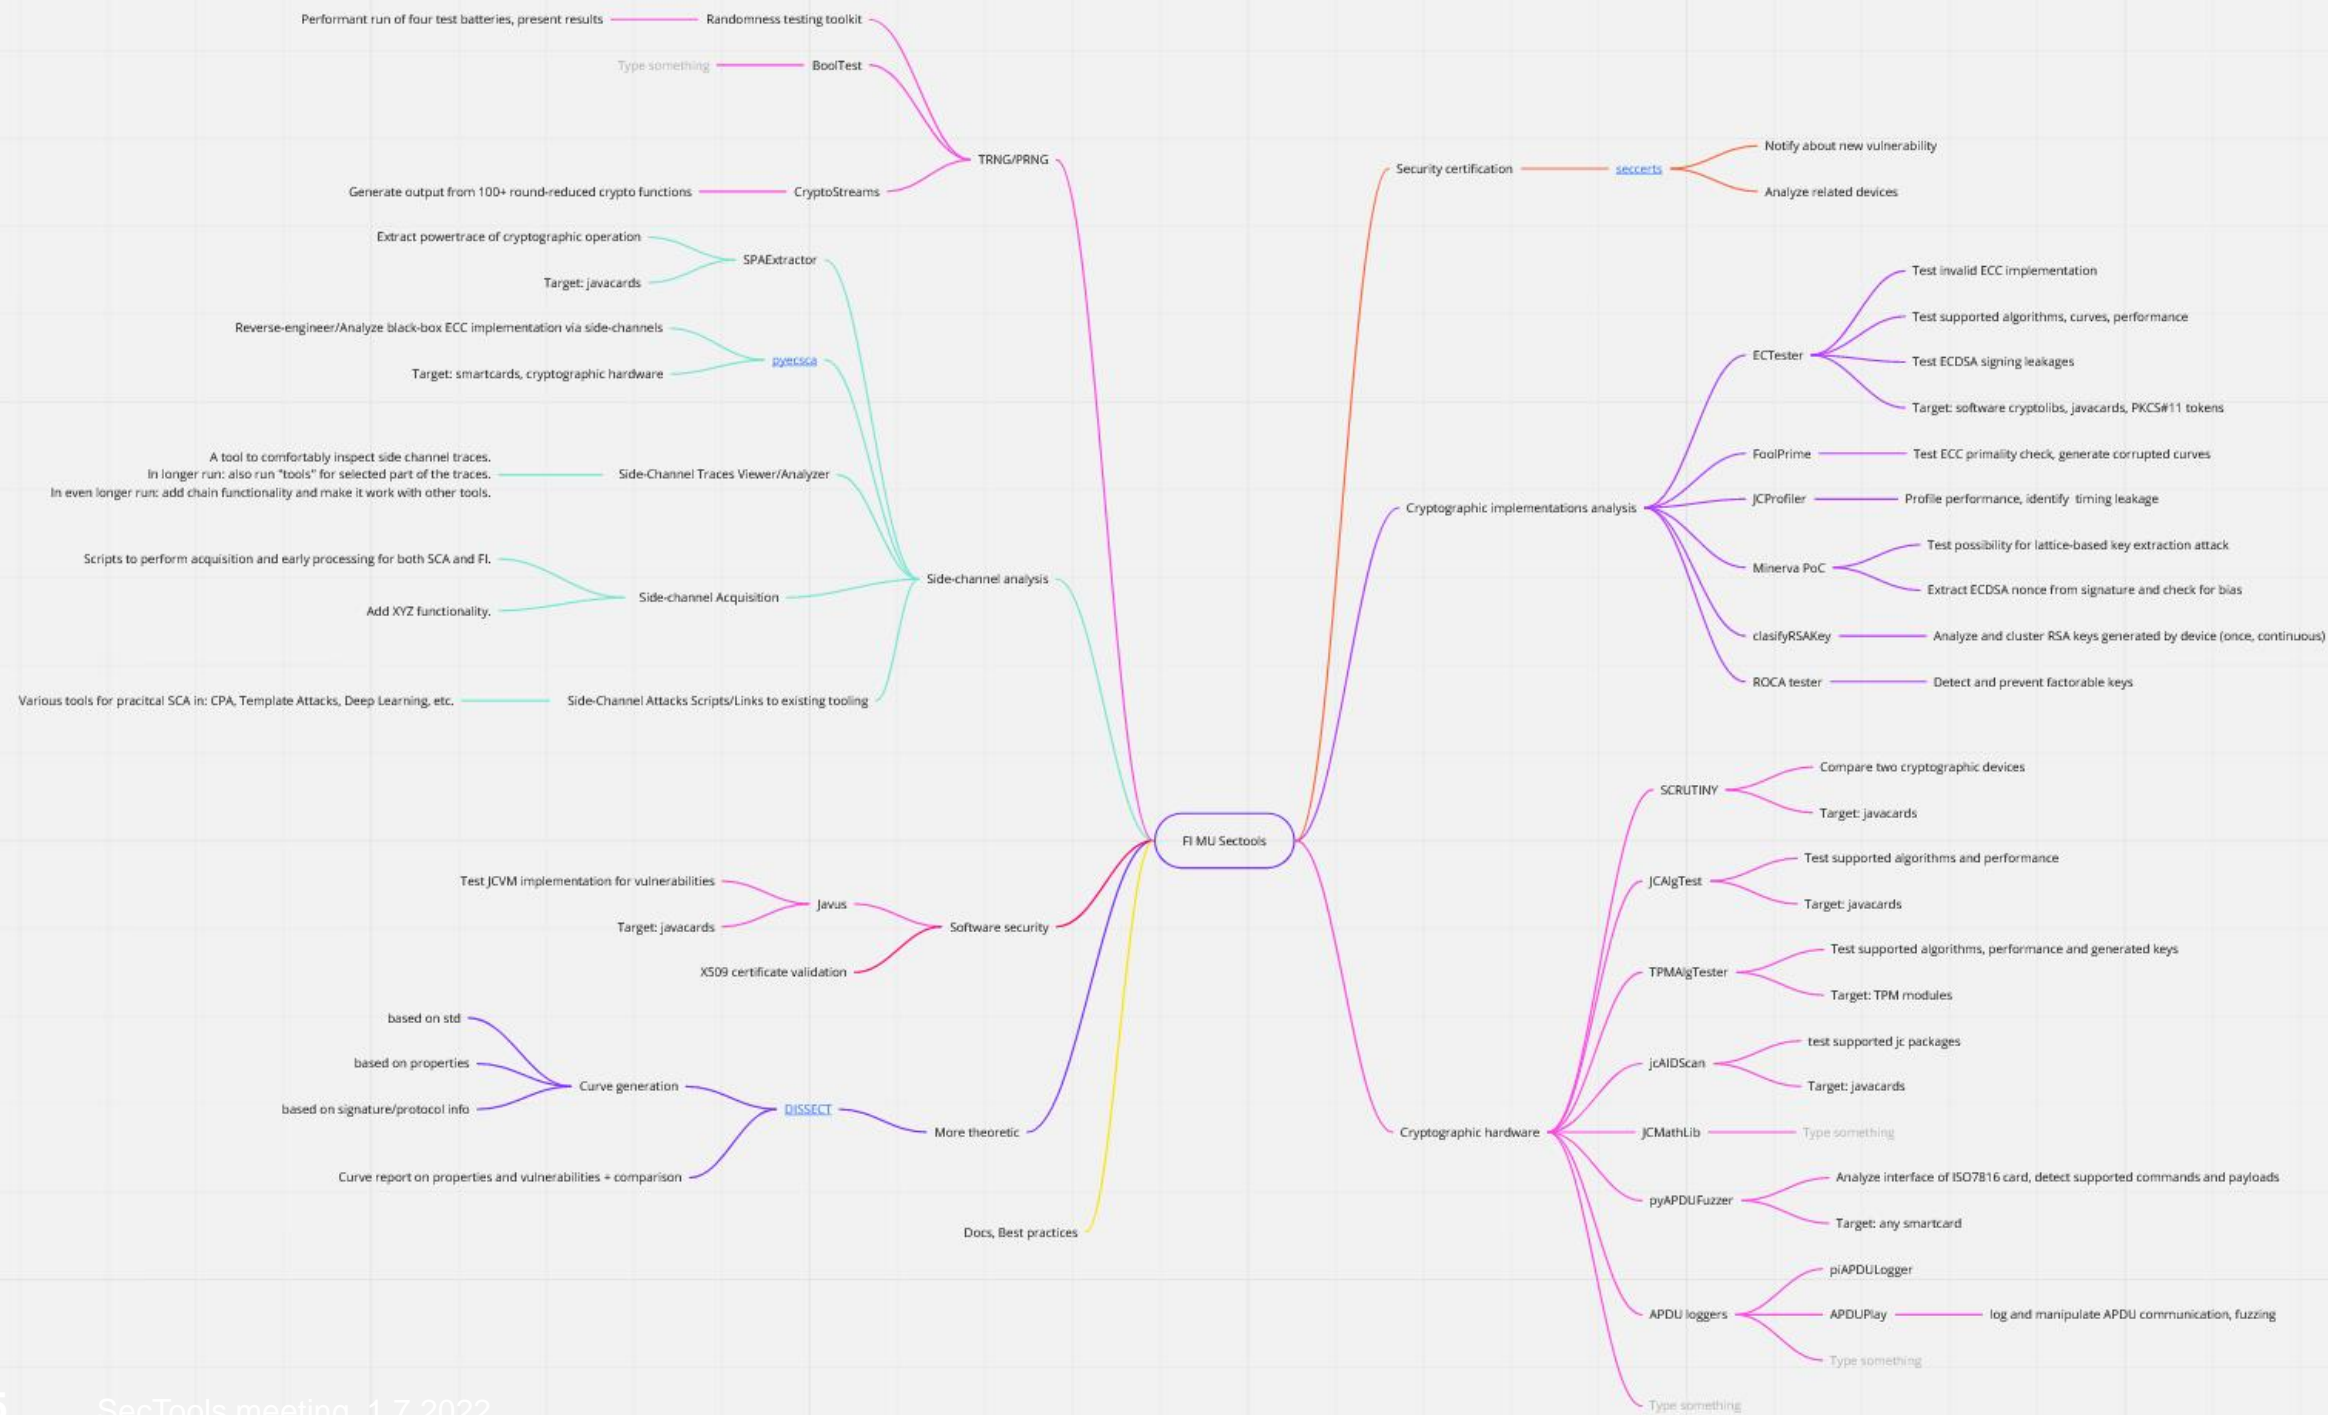 Performant run of four test batteries, present results
Randomness testing toolkit
Type something
BoolTest
TRNG/PRNG
Generate output from 100+ round-reduced crypto functions
CryptoStreams
Extract powertrace of cryptographic operation
SPAExtractor
Target: javacards
Reverse-engineer/Analyze black-box ECC implementation via side-channels
pyecsca
Target: smartcards, cryptographic hardware
A tool to comfortably inspect side channel traces.
In longer run: also run "tools" for selected part of the traces.
In even longer run: add chain functionality and make it work with other tools.
Side-Channel Traces Viewer/Analyzer
Scripts to perform acquisition and early processing for both SCA and FI.
Side-channel analysis
Side-channel Acquisition
Add XYZ functionality.
Various tools for pracitcal SCA in: CPA, Template Attacks, Deep Learning, etc.
Side-Channel Attacks Scripts/Links to existing tooling
FI MU Sectools
Test JCVM implementation for vulnerabilities
Javus
Target: javacards
Software security
X509 certificate validation
based on std
based on properties
Curve generation
based on signature/protocol info
DISSECT
More theoretic
Curve report on properties and vulnerabilities + comparison
Docs, Best practices
Security certification
seccerts
Notify about new vulnerability
Analyze related devices
Cryptographic implementations analysis
ECTester
Test invalid ECC implementation
Test supported algorithms, curves, performance
Test ECDSA signing leakages
Target: software cryptolibs, javacards, PKCS#11 tokens
FoolPrime
Test ECC primality check, generate corrupted curves
JCProfiler
Profile performance, identify timing leakage
Minerva PoC
Test possibility for lattice-based key extraction attack
Extract ECDSA nonce from signature and check for bias
clasifyRSAKey
Analyze and cluster RSA keys generated by device (once, continuous)
ROCA tester
Detect and prevent factorable keys
Cryptographic hardware
SCRUTINY
Compare two cryptographic devices
Target: javacards
JCAlgTest
Test supported algorithms and performance
Target: javacards
TPMAlgTester
Test supported algorithms, performance and generated keys
Target: TPM modules
jcAIDScan
test supported jc packages
Target: javacards
JCMathLib
Type something
pyAPDUFuzzer
Analyze interface of ISO7816 card, detect supported commands and payloads
Target: any smartcard
APDU loggers
piAPDULogger
APDUPlay
log and manipulate APDU communication, fuzzing
Type something
Type something
SecTools meeting, 1.7.2022